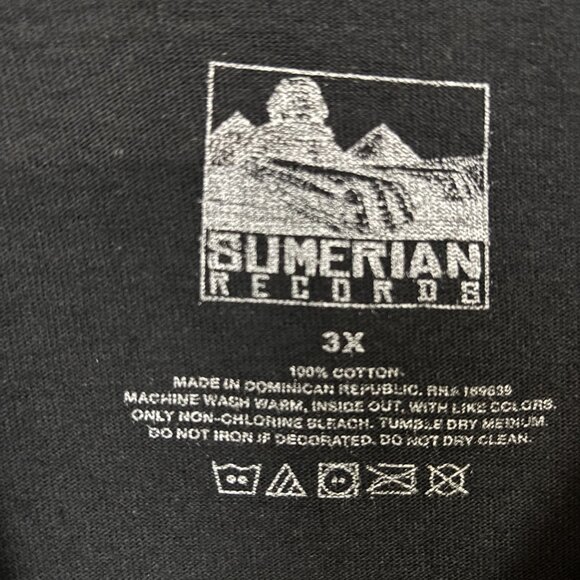 SUMERIAN
RECORDS
3X
100% COTTON
MADE IN DOMINICAN REPUBLIC. RN#
MACHINE WASH WARM, INSIDE OUT, WITH LIKE COLORS.
ONLY NON-CHLORINE BLEACH. TUMBLE DRY MEDIUM.
DO NOT IRON IF DECORATED. DO NOT DRY CLEAN.